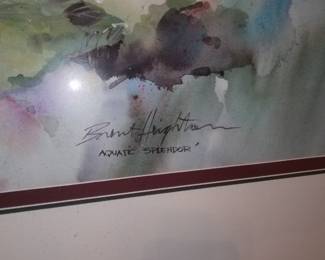 Brent Heighton
AQUATIC "SPLENDOR"